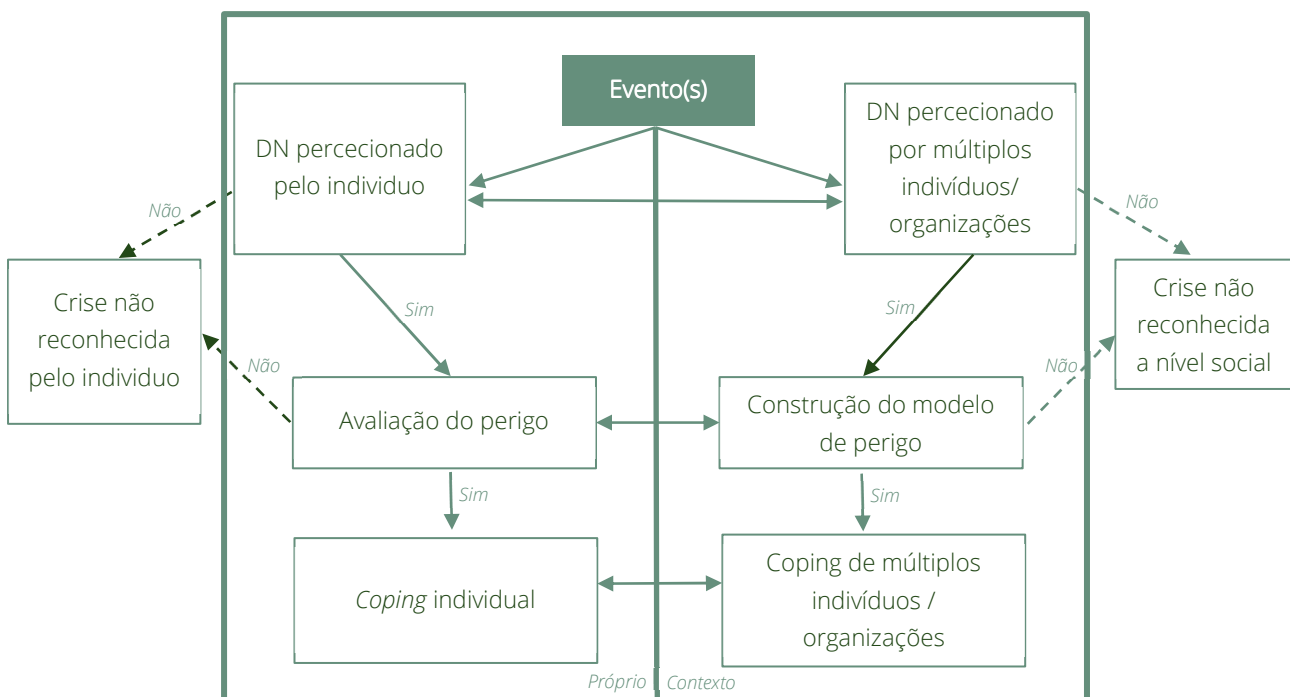 Evento(s)
DN percecionado
pelo individuo
DN percecionado
por múltiplos
indivíduos/
organizações
Não
Não
Crise não
reconhecida
pelo individuo
Sim
Sim
Crise não
reconhecida
a nível social
Não
Não
Avaliação do perigo
Construção do modelo
de perigo
Sim
Sim
Coping individual
Coping de múltiplos
indivíduos /
organizações
Próprio
Contexto